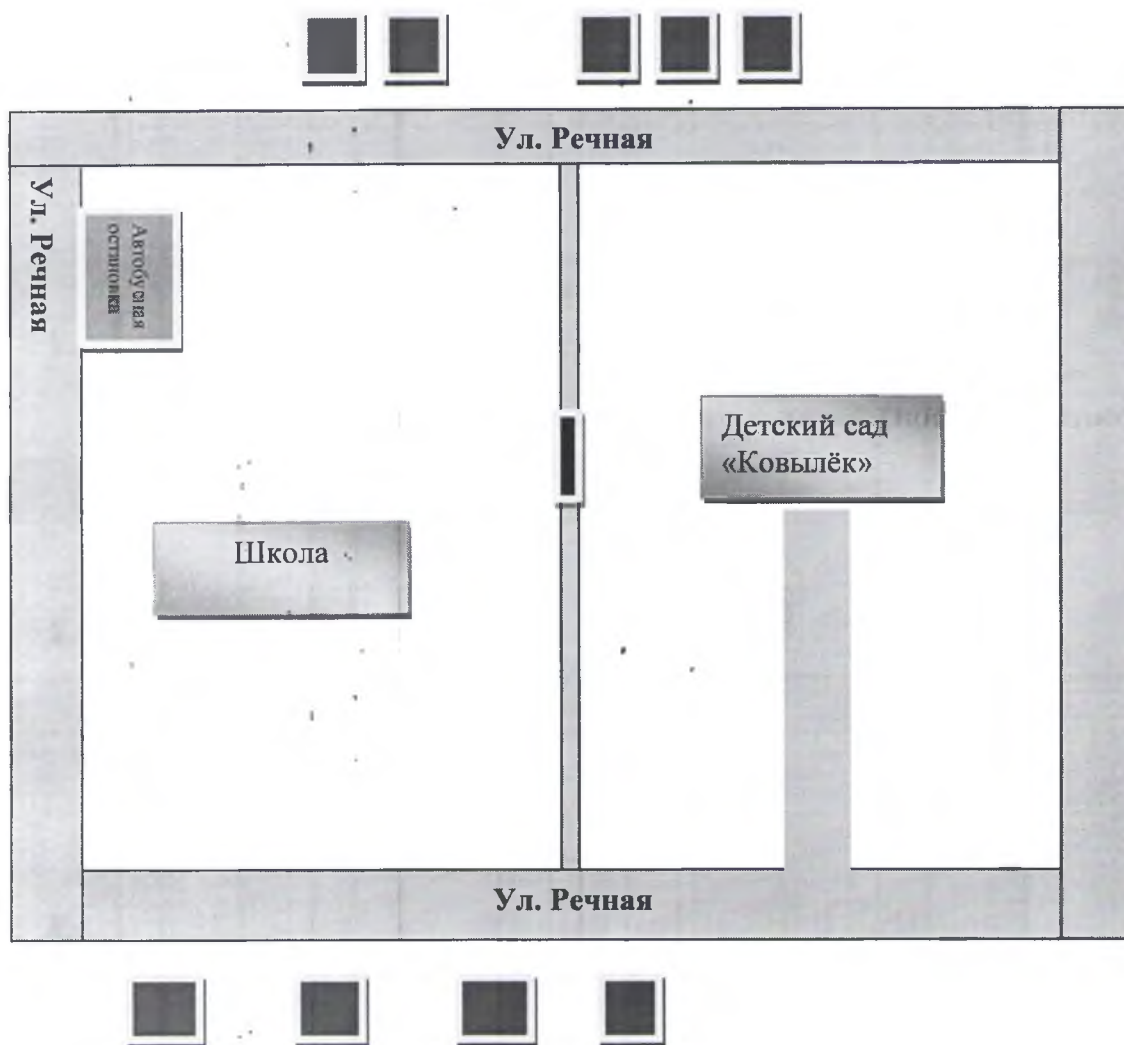 Ул. Речная
Ул. Речная
Автобусная
остановка
Детский сад
«Ковылёк»
Школа
Ул. Речная